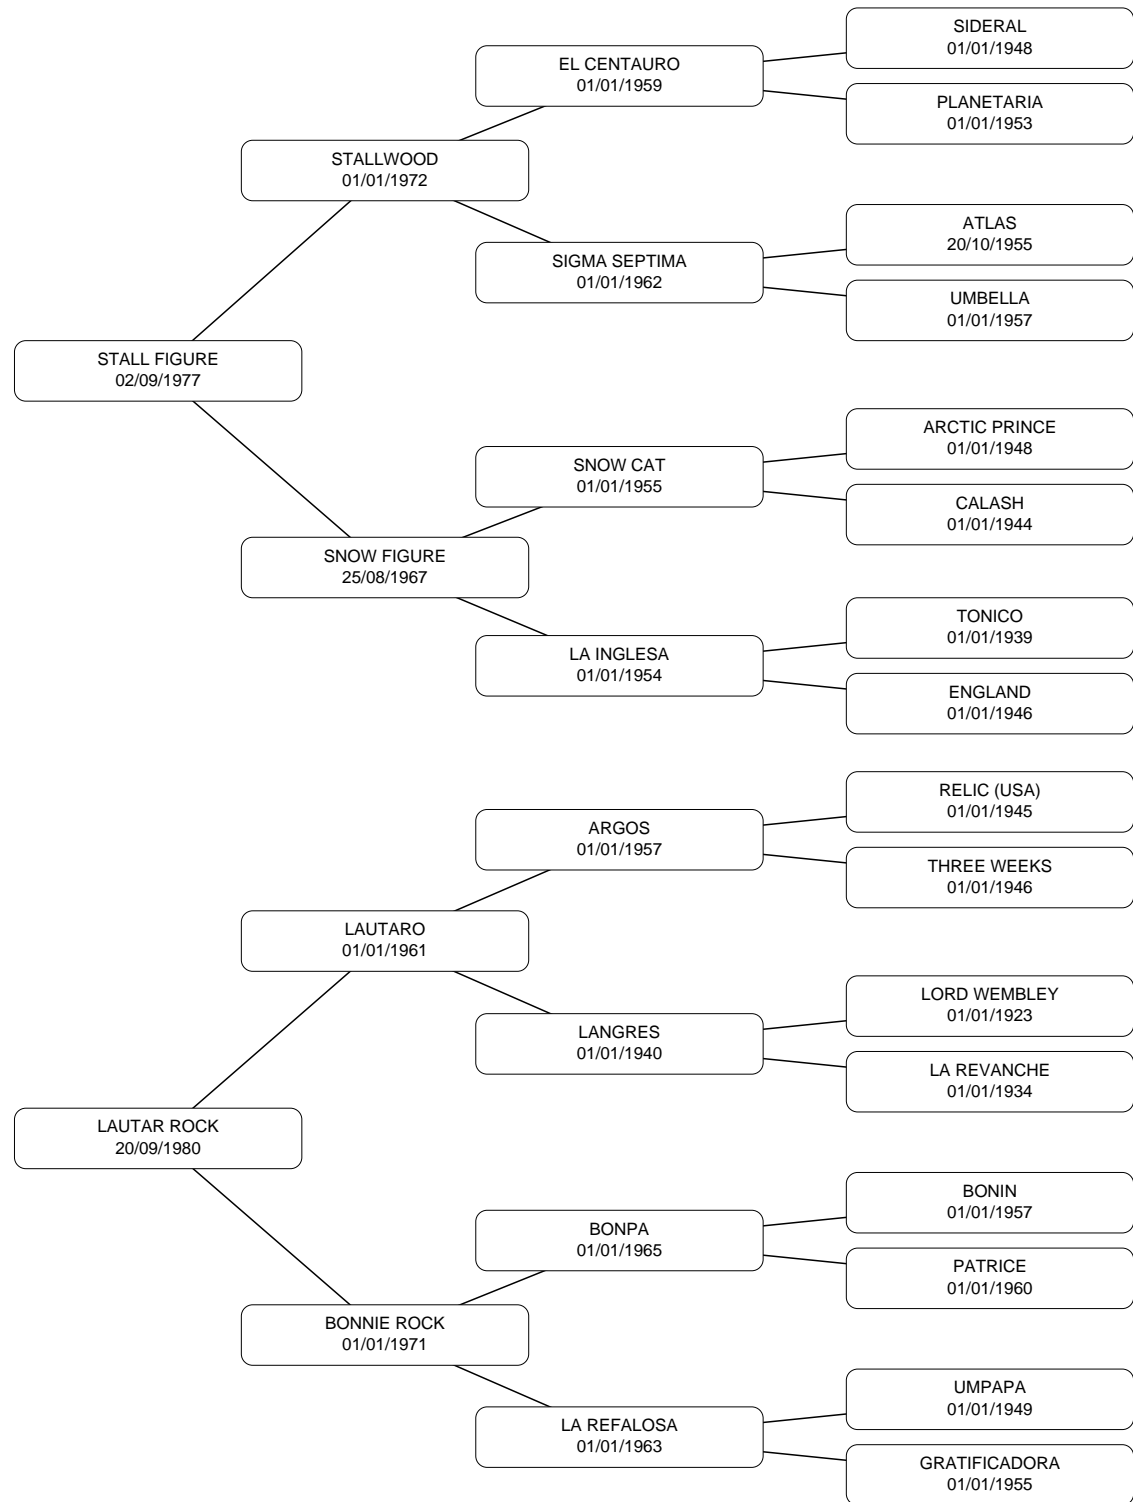 SIDERAL
01/01/1948
EL CENTAURO
01/01/1959
PLANETARIA
01/01/1953
STALLWOOD
01/01/1972
ATLAS
20/10/1955
SIGMA SEPTIMA
01/01/1962
UMBELLA
01/01/1957
STALL FIGURE
02/09/1977
ARCTIC PRINCE
01/01/1948
SNOW CAT
01/01/1955
CALASH
01/01/1944
SNOW FIGURE
25/08/1967
TONICO
01/01/1939
LA INGLESA
01/01/1954
ENGLAND
01/01/1946
RELIC (USA)
01/01/1945
ARGOS
01/01/1957
THREE WEEKS
01/01/1946
LAUTARO
01/01/1961
LORD WEMBLEY
01/01/1923
LANGRES
01/01/1940
LA REVANCHE
01/01/1934
LAUTAR ROCK
20/09/1980
BONIN
01/01/1957
BONPA
01/01/1965
PATRICE
01/01/1960
BONNIE ROCK
01/01/1971
UMPAPA
01/01/1949
LA REFALOSA
01/01/1963
GRATIFICADORA
01/01/1955